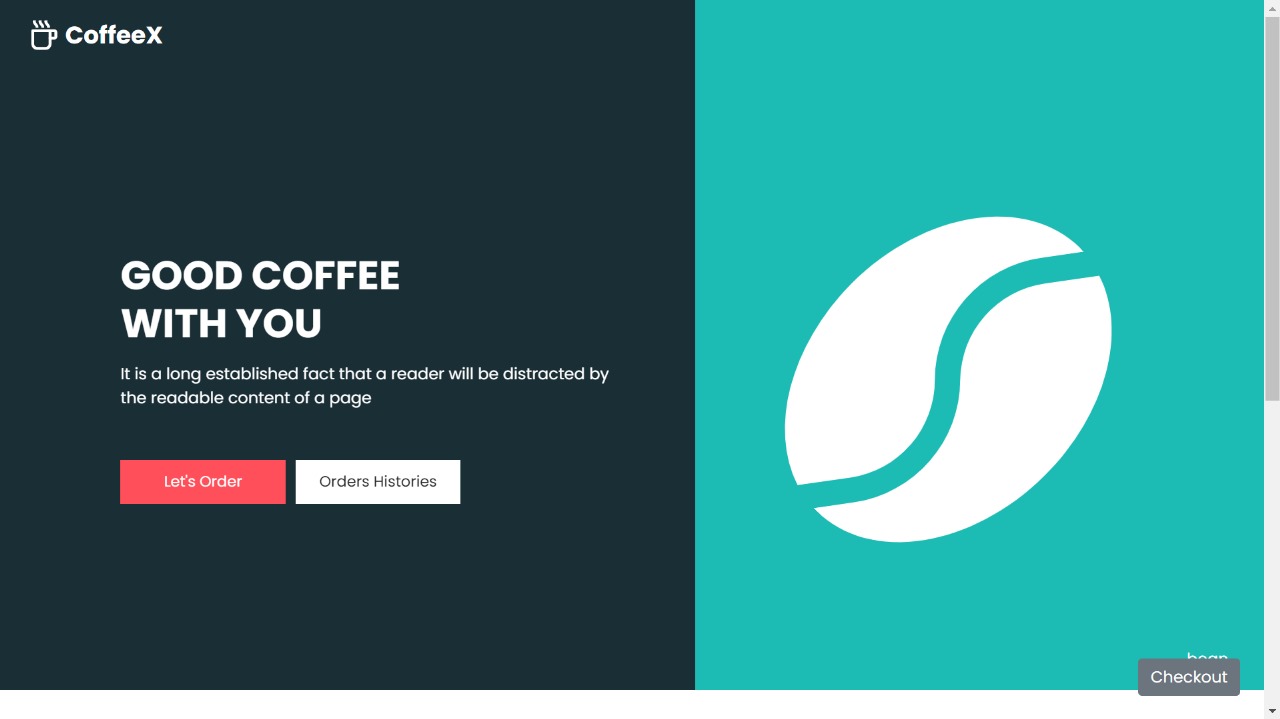 CoffeeX
GOOD COFFEE
WITH YOU
It is a long established fact that a reader will be distracted by
the readable content of a page
Let's Order
Orders Histories
bean
Checkout